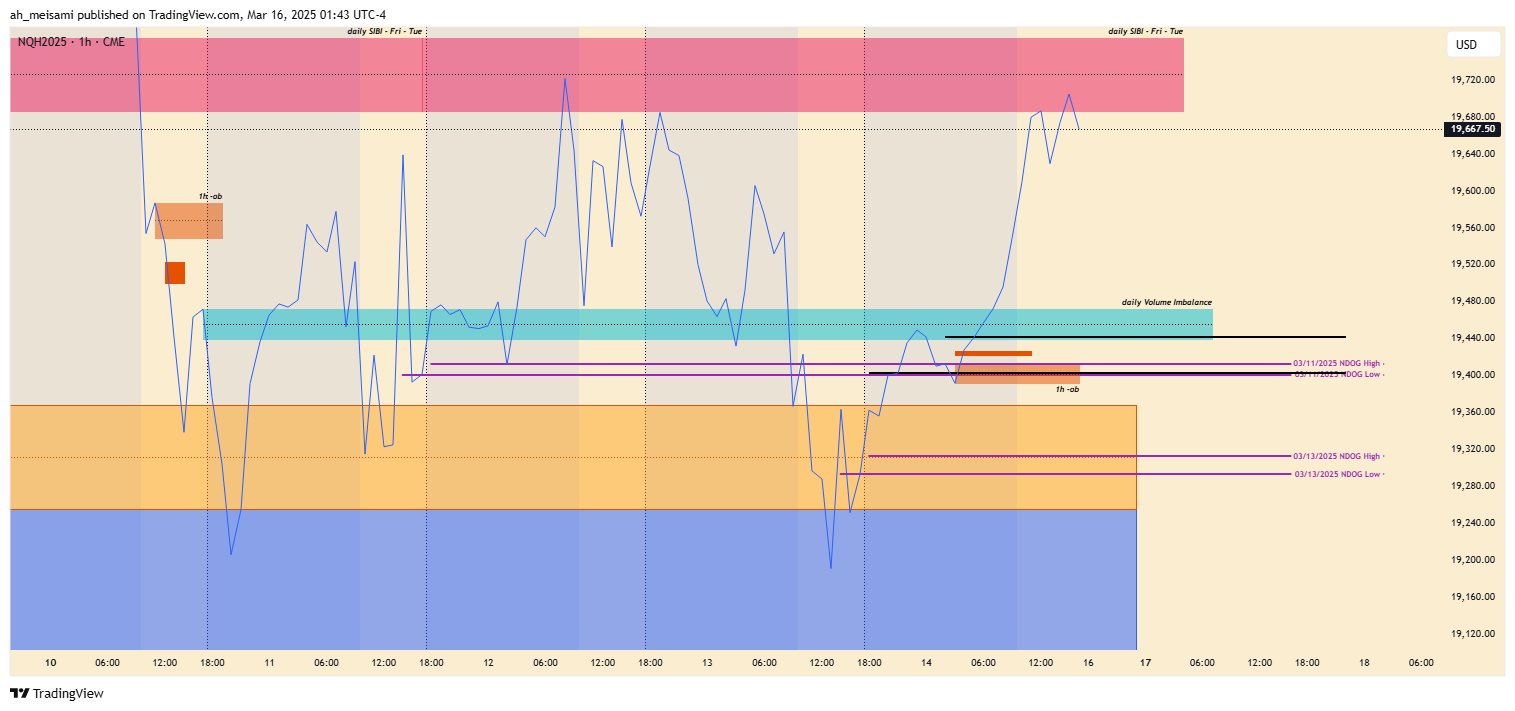 ah_meisami published on TradingView.com, Mar 16, 2025 01:43 UTC-4
NQH2025 · 1h · CME
daily SIBI - Fri - Tue
daily SIBI - Fri - Tue
USD
19,720.00
19,680.00
19,667.50
19,640.00
19,600.00
19,560.00
19,520.00
19,480.00
19,440.00
19,400.00
19,360.00
19,320.00
19,280.00
19,240.00
19,200.00
19,160.00
19,120.00
1h -ob
daily Volume Imbalance
03/11/2025 NDOG High ·
03/11/2025 NDOG Low ·
1h -ob
03/13/2025 NDOG High ·
03/13/2025 NDOG Low ·
10 06:00 12:00 18:00 11 06:00 12:00 18:00 12 06:00 12:00 18:00 13 06:00 12:00 18:00 14 06:00 12:00 16 17 06:00 12:00 18:00 18 06:00
TradingView